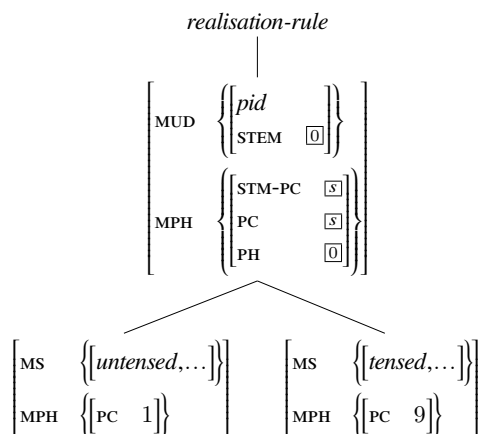 realisation-rule
MUD {[pid
STEM 0]}
MPH {[STM-PC s
PC s
PH 0]}
MS {[untensed,…]} MS {[tensed,…]}
MPH {[PC 1]} MPH {[PC 9]}